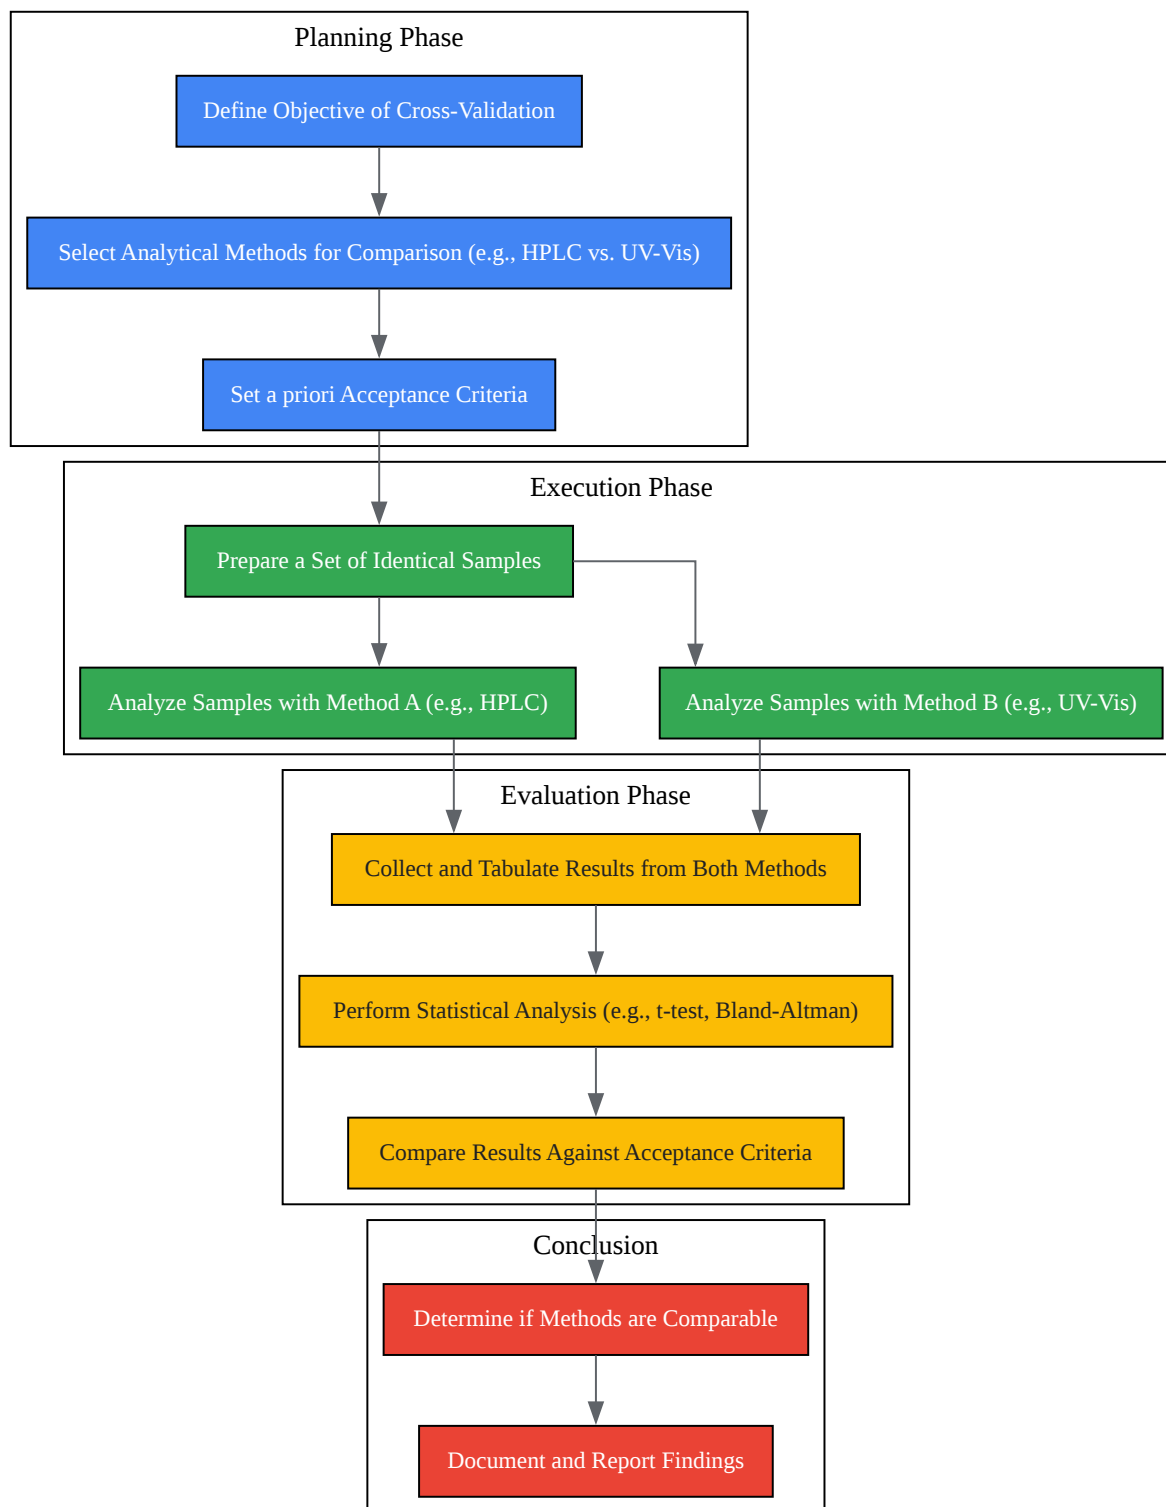 Planning Phase
Define Objective of Cross-Validation
Select Analytical Methods for Comparison (e.g., HPLC vs. UV-Vis)
Set a priori Acceptance Criteria
Execution Phase
Prepare a Set of Identical Samples
Analyze Samples with Method A (e.g., HPLC)
Analyze Samples with Method B (e.g., UV-Vis)
Evaluation Phase
Collect and Tabulate Results from Both Methods
Perform Statistical Analysis (e.g., t-test, Bland-Altman)
Compare Results Against Acceptance Criteria
Conclusion
Determine if Methods are Comparable
Document and Report Findings